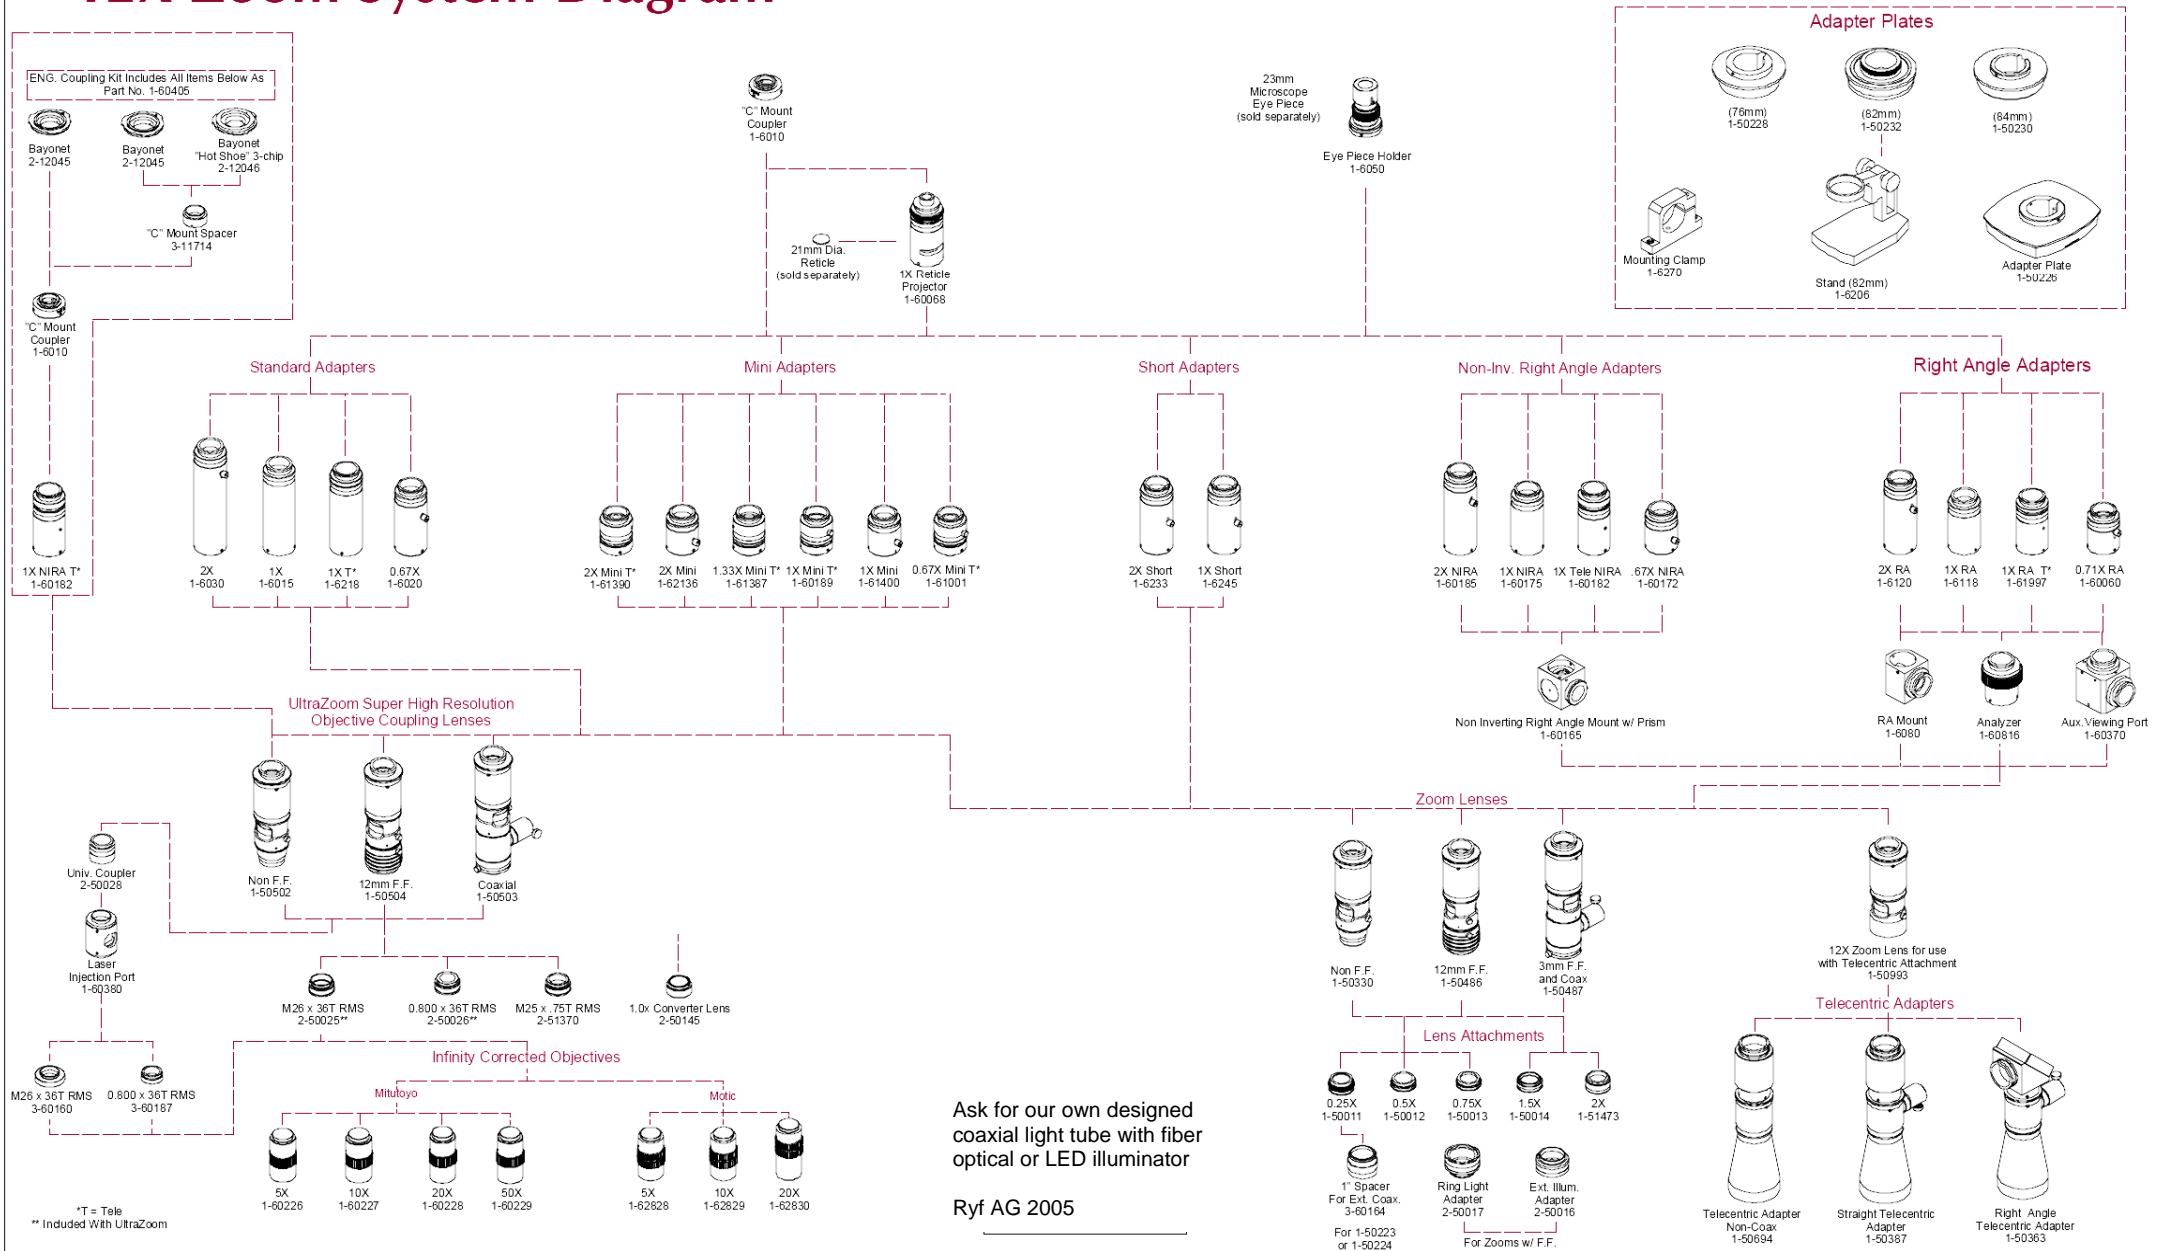 12X Zoom System Diagram
ENG. Coupling Kit Includes All Items Below As
Part No. 1-60405
Bayonet
2-12045
Bayonet
2-12045
Bayonet
"Hot Shoe" 3-chip
2-12046
"C" Mount Spacer
3-11714
"C" Mount
Coupler
1-6010
1X NIRA T*
1-60182
"C" Mount
Coupler
1-6010
21mm Dia.
Reticle
(sold separately)
1X Reticle
Projector
1-60068
23mm
Microscope
Eye Piece
(sold separately)
Eye Piece Holder
1-6050
Adapter Plates
(76mm)
1-50228
(82mm)
1-50232
(84mm)
1-50230
Mounting Clamp
1-6270
Stand (82mm)
1-6206
Adapter Plate
1-50226
Standard Adapters
2X
1-6030
1X
1-6015
1X T*
1-6218
0.67X
1-6020
Mini Adapters
2X Mini T*
1-61390
2X Mini
1-62136
1.33X Mini T*
1-61387
1X Mini T*
1-60189
1X Mini
1-61400
0.67X Mini T*
1-61001
Short Adapters
2X Short
1-6233
1X Short
1-6245
Non-Inv. Right Angle Adapters
2X NIRA
1-60185
1X NIRA
1-60175
1X Tele NIRA
1-60182
.67X NIRA
1-60172
Non Inverting Right Angle Mount w/ Prism
1-60165
Right Angle Adapters
2X RA
1-6120
1X RA
1-6118
1X RA T*
1-61997
0.71X RA
1-60060
RA Mount
1-6080
Analyzer
1-60816
Aux.Viewing Port
1-60370
UltraZoom Super High Resolution
Objective Coupling Lenses
Non F.F.
1-50502
12mm F.F.
1-50504
Coaxial
1-50503
Univ. Coupler
2-50028
Laser
Injection Port
1-60380
M26 x 36T RMS
2-50025**
0.800 x 36T RMS
2-50026**
M25 x .75T RMS
2-51370
1.0x Converter Lens
2-50145
M26 x 36T RMS
3-60160
0.800 x 36T RMS
3-60187
Infinity Corrected Objectives
Mitutoyo
Motic
5X
1-60226
10X
1-60227
20X
1-60228
50X
1-60229
5X
1-62828
10X
1-62829
20X
1-62830
*T = Tele
** Included With UltraZoom
Ask for our own designed
coaxial light tube with fiber
optical or LED illuminator
Ryf AG 2005
Zoom Lenses
Non F.F.
1-50330
12mm F.F.
1-50486
3mm F.F.
and Coax
1-50487
12X Zoom Lens for use
with Telecentric Attachment
1-50993
Lens Attachments
0.25X
1-50011
0.5X
1-50012
0.75X
1-50013
1.5X
1-50014
2X
1-51473
1" Spacer
For Ext. Coax.
3-60164
For 1-50223
or 1-50224
Ring Light
Adapter
2-50017
Ext. Illum.
Adapter
2-50016
For Zooms w/ F.F.
Telecentric Adapters
Telecentric Adapter
Non-Coax
1-50694
Straight Telecentric
Adapter
1-50387
Right Angle
Telecentric Adapter
1-50363